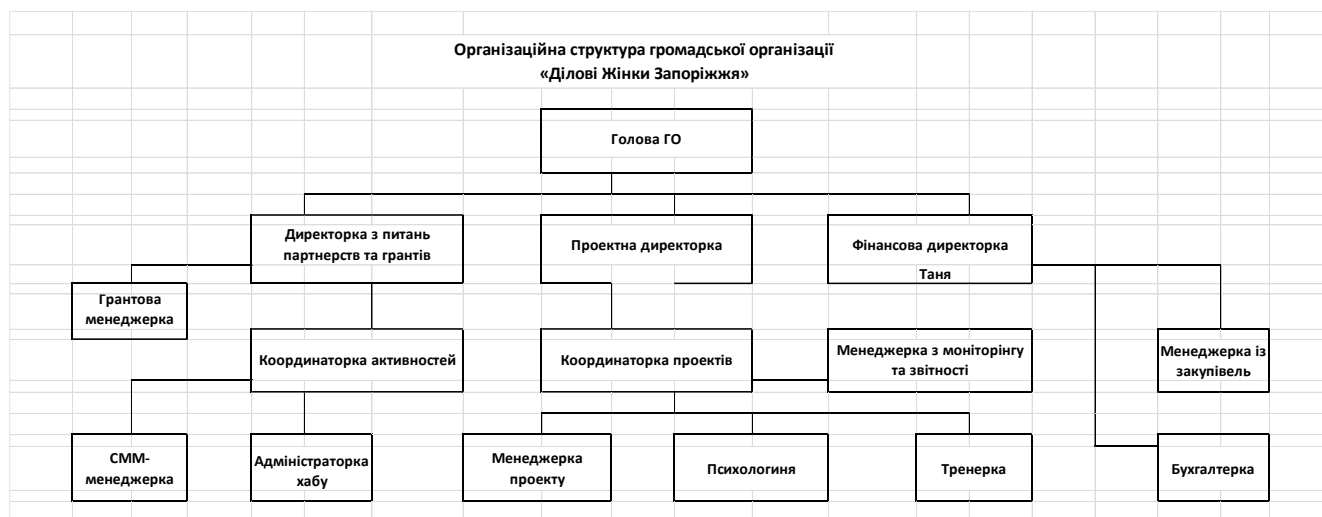 Організаційна структура громадської організації
«Ділові Жінки Запоріжжя»
Голова ГО
Директорка з питань
партнерств та грантів
Проектна директорка
Фінансова директорка
Таня
Грантова
менеджерка
Координаторка активностей
Координаторка проектів
Менеджерка з моніторінгу
та звітності
Менеджерка із
закупівель
СММ-
менеджерка
Адміністраторка
хабу
Менеджерка
проекту
Психологиня
Тренерка
Бухгалтерка